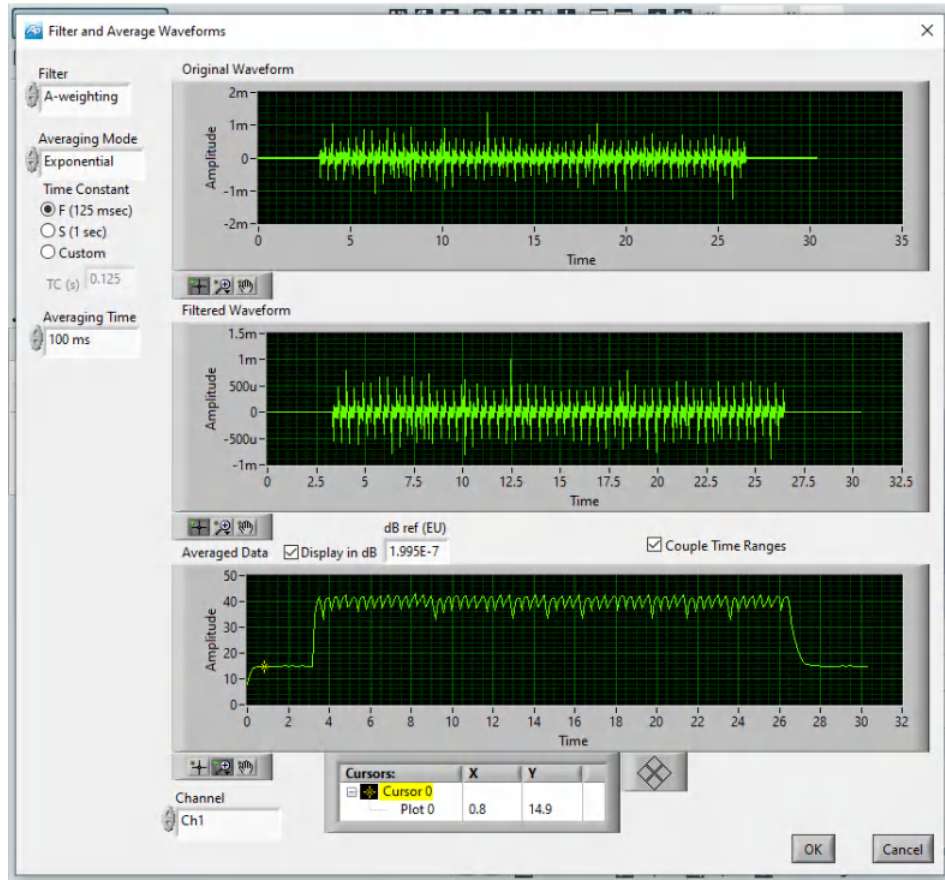 Filter and Average Waveforms
Filter
A-weighting
Averaging Mode
Exponential
Time Constant
F (125 msec)
S (1 sec)
Custom
TC (s) 0.125
Averaging Time
100 ms
Original Waveform
Amplitude
2m
1m
0
-1m
-2m
0 5 10 15 20 25 30 35
Time
Filtered Waveform
Amplitude
1.5m
1m
500u
0
-500u
-1m
0 2.5 5 7.5 10 12.5 15 17.5 20 22.5 25 27.5 30 32.5
Time
dB ref (EU)
Averaged Data Display in dB 1.995E-7 Couple Time Ranges
Amplitude
50
40
30
20
10
0
0 2 4 6 8 10 12 14 16 18 20 22 24 26 28 30 32
Time
Cursors: X Y
Cursor 0
Plot 0 0.8 14.9
Channel
Ch1
OK Cancel